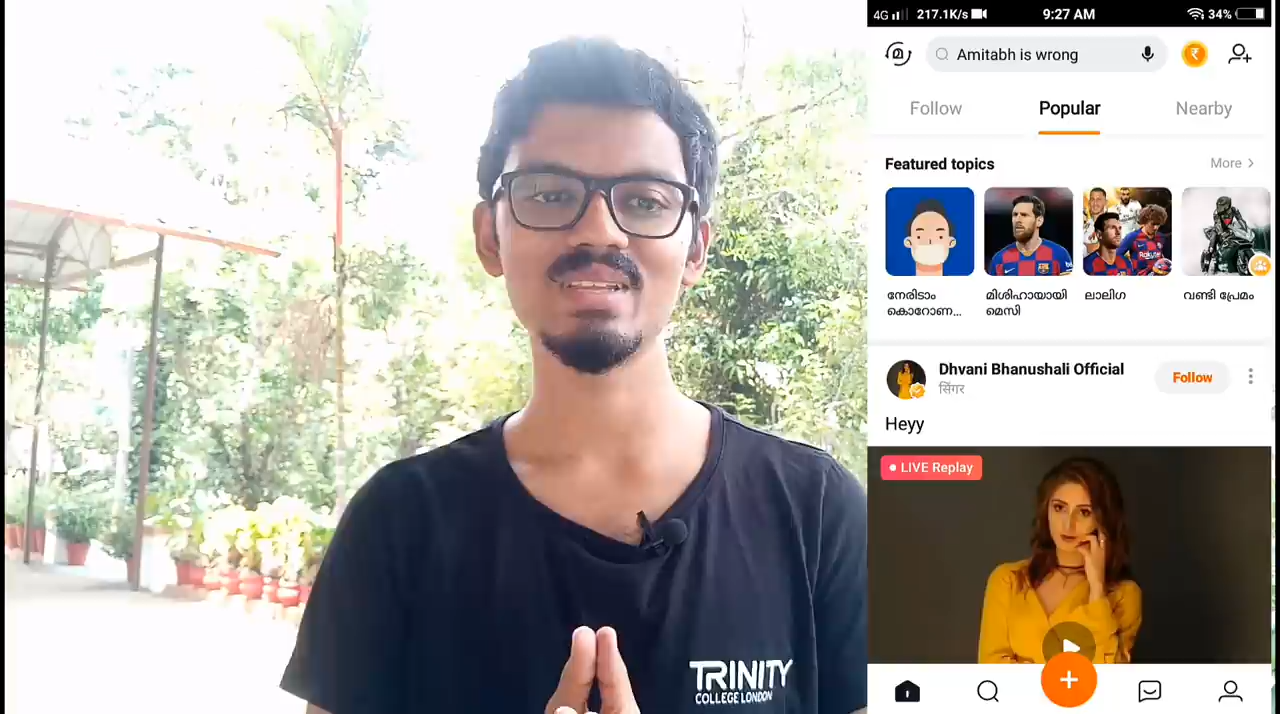 4G 217.1K/s 9:27 AM 34%
മ
Amitabh is wrong
₹
Follow Popular Nearby
Featured topics More >
നേരിടാം കൊറോണ...
മിശിഹായായി മെസി
ലാലിഗ
വണ്ടി പ്രേമം
Dhvani Bhanushali Official
Follow
सिंगर
Heyy
LIVE Replay
TRINITY
COLLEGE LONDON